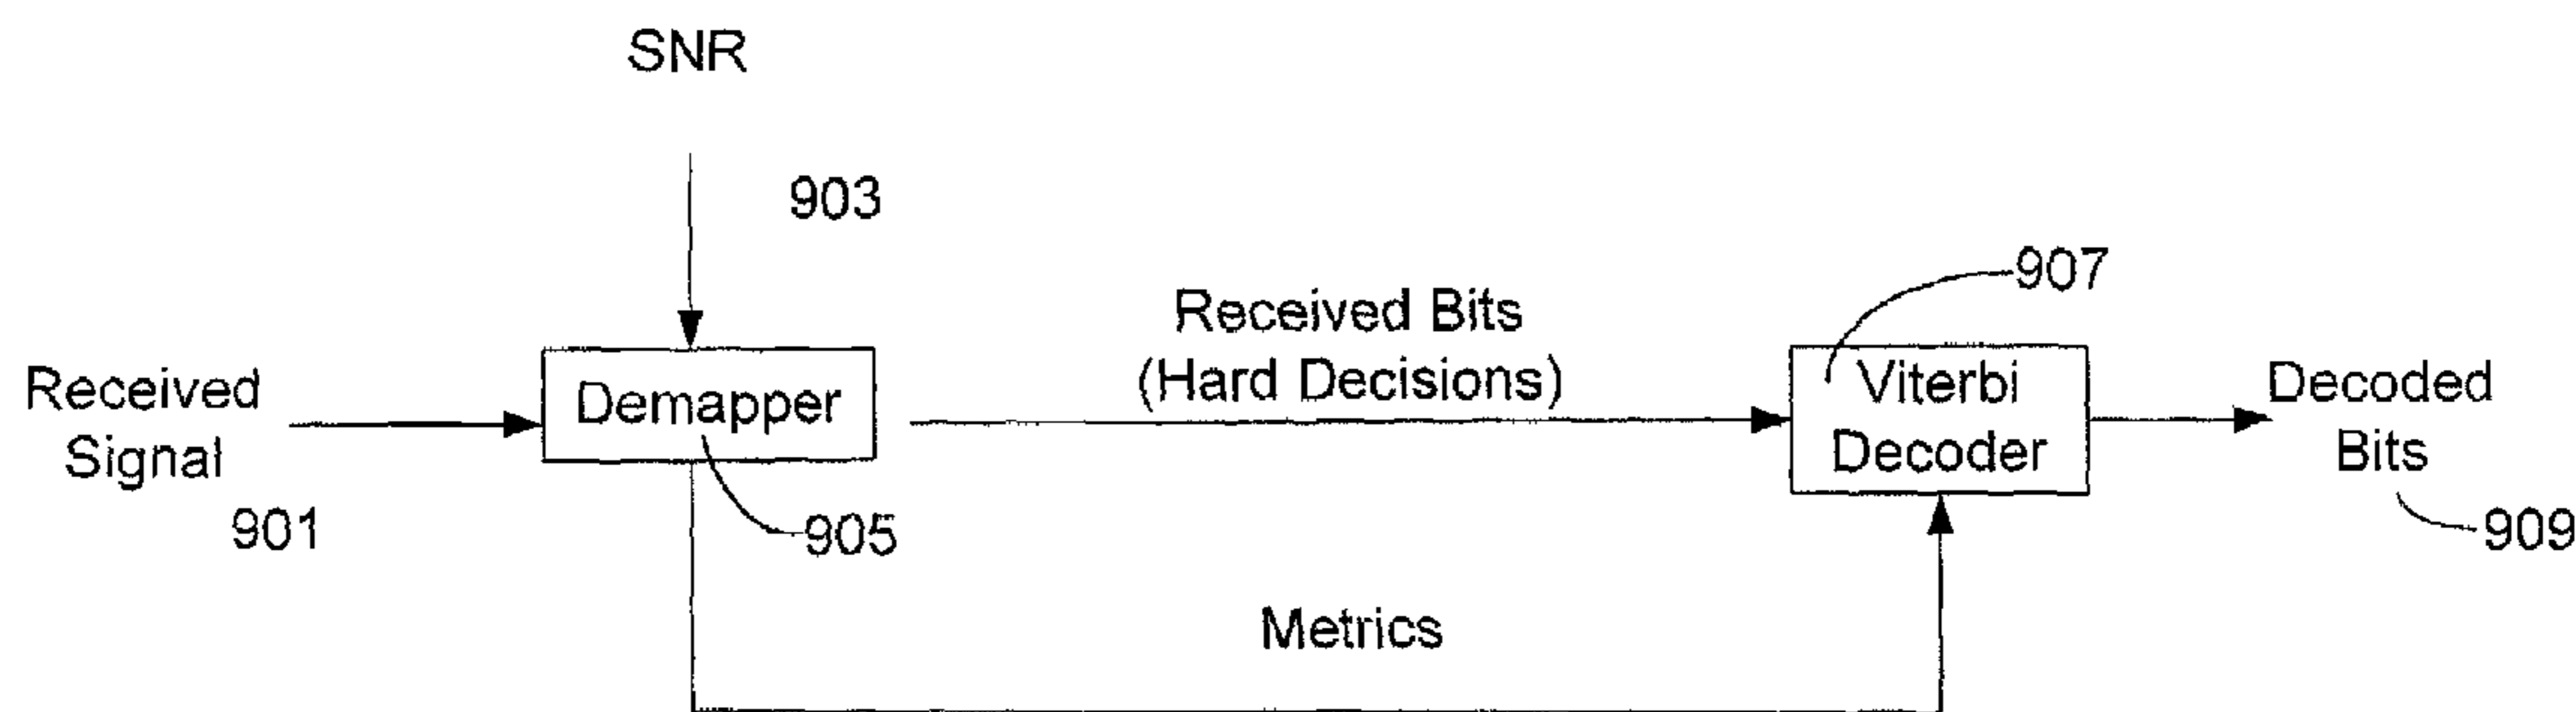 SNR
903
Received Bits
(Hard Decisions)
907
Received
Signal
901
Demapper
905
Viterbi
Decoder
Decoded
Bits
909
Metrics